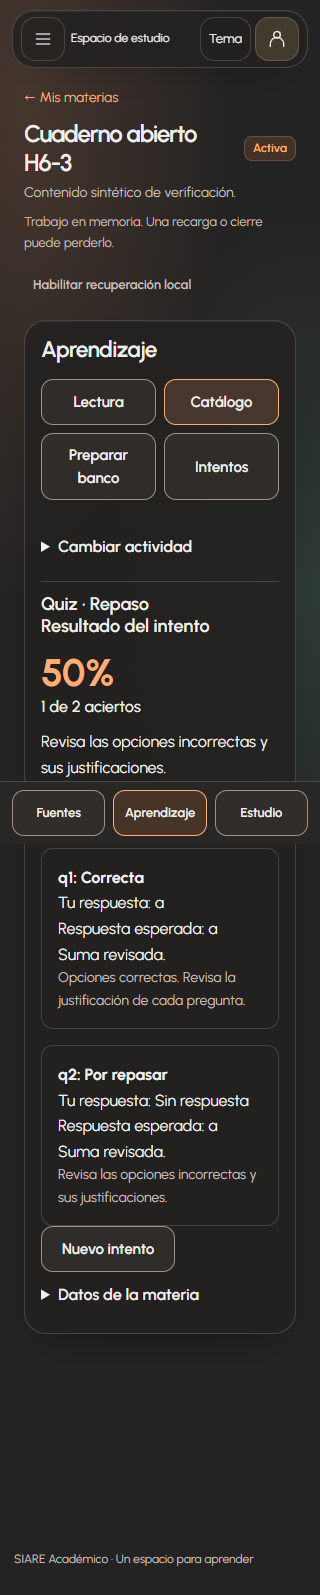 Espacio de estudio
Tema
← Mis materias
Cuaderno abierto
H6-3
Activa
Contenido sintético de verificación.
Trabajo en memoria. Una recarga o cierre
puede perderlo.
Habilitar recuperación local
Aprendizaje
Lectura
Catálogo
Preparar
banco
Intentos
▶ Cambiar actividad
Quiz · Repaso
Resultado del intento
50%
1 de 2 aciertos
Revisa las opciones incorrectas y
sus justificaciones.
Fuentes
Aprendizaje
Estudio
q1: Correcta
Tu respuesta: a
Respuesta esperada: a
Suma revisada.
Opciones correctas. Revisa la
justificación de cada pregunta.
q2: Por repasar
Tu respuesta: Sin respuesta
Respuesta esperada: a
Suma revisada.
Revisa las opciones incorrectas y
sus justificaciones.
Nuevo intento
▶ Datos de la materia
SIARE Académico · Un espacio para aprender